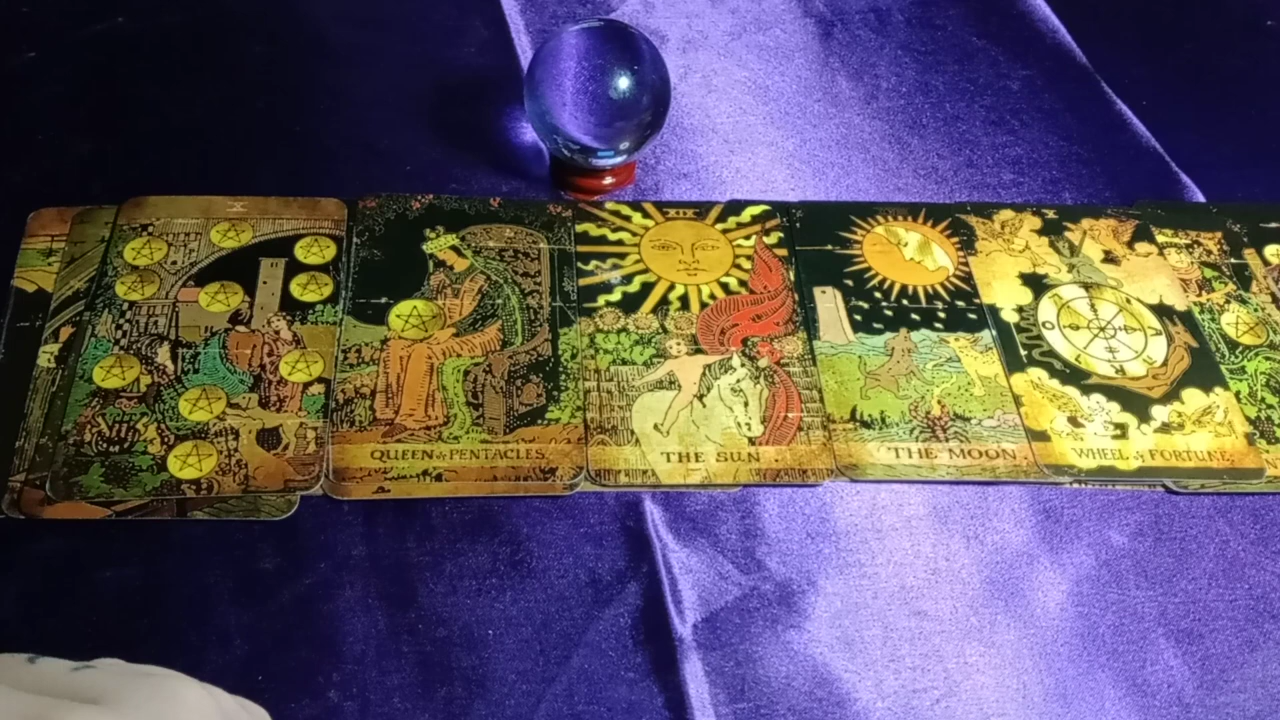 X
QUEEN of PENTACLES.
XIX
THE SUN.
THE MOON.
X
WHEEL of FORTUNE.